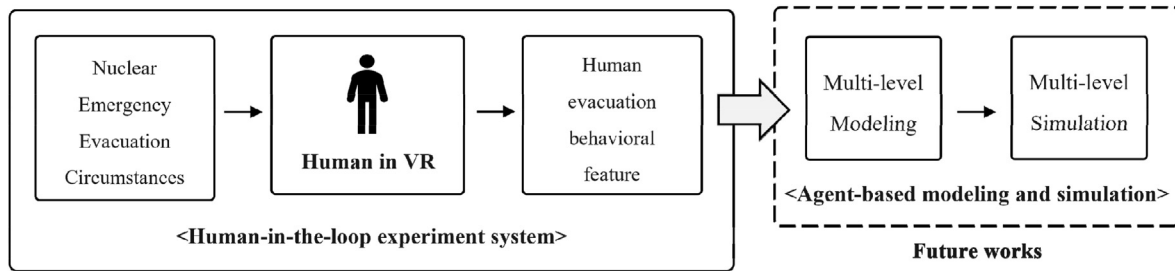 Nuclear
Emergency
Evacuation
Circumstances
Human in VR
Human
evacuation
behavioral
feature
<Human-in-the-loop experiment system>
Multi-level
Modeling
Multi-level
Simulation
<Agent-based modeling and simulation>
Future works